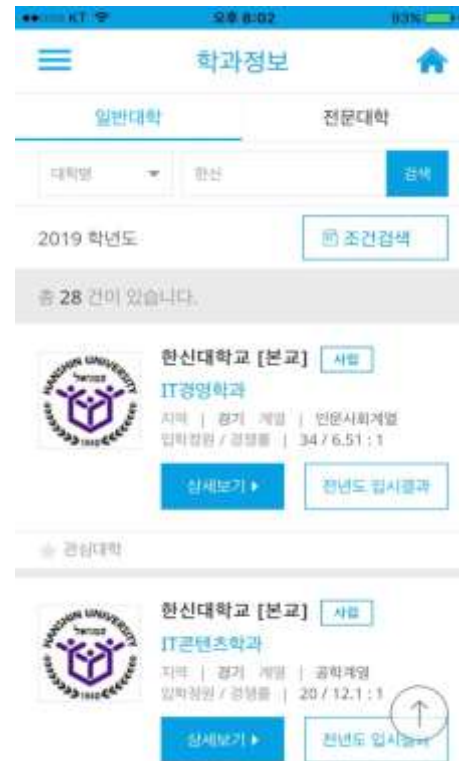 KT 오후 8:02 93%
학과정보
일반대학 전문대학
대학명 한신 검색
2019 학년도 조건검색
총 28 건이 있습니다.
한신대학교 [본교] 사립
IT경영학과
지역 | 경기 계열 | 인문사회계열
입학정원 / 경쟁률 | 34 / 6.51 : 1
상세보기 전년도 입시결과
관심대학
한신대학교 [본교] 사립
IT콘텐츠학과
지역 | 경기 계열 | 공학계열
입학정원 / 경쟁률 | 20 / 12.1 : 1
상세보기 전년도 입시결과
HANSHIN UNIVERSITY
1940
HANSHIN UNIVERSITY
1940